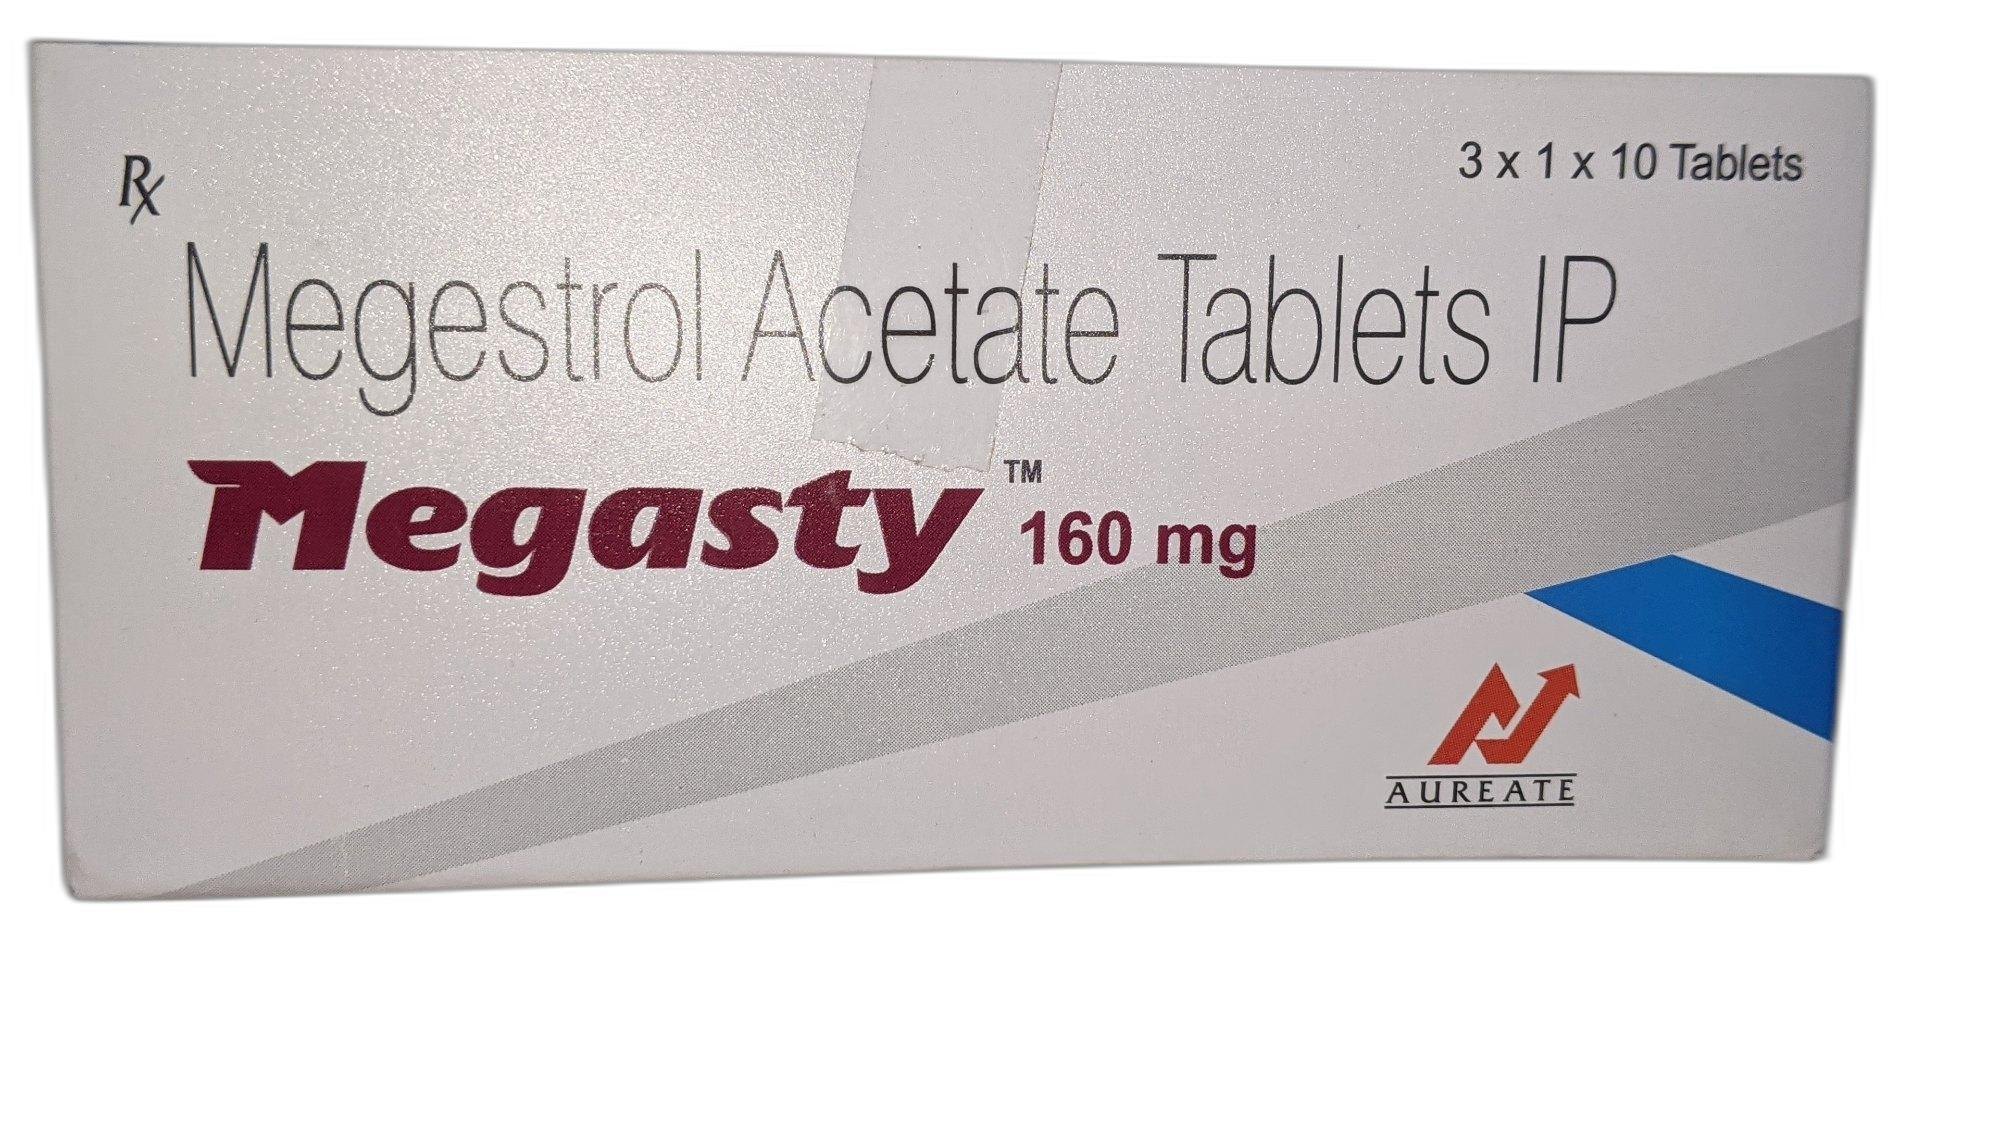 Rx
3 x 1 x 10 Tablets
Megestrol Acetate Tablets IP
Megasty™ 160 mg
AUREATE